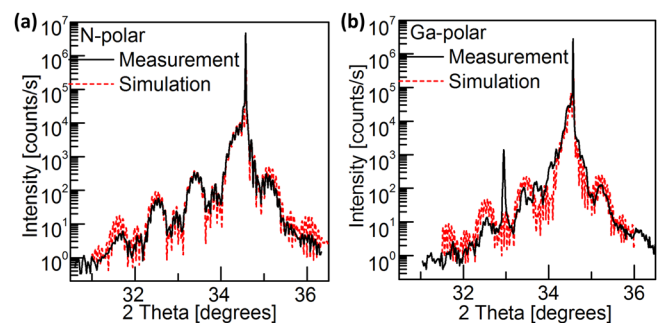 (a)
N-polar
Measurement
Simulation
Intensity [counts/s]
10^7
10^6
10^5
10^4
10^3
10^2
10^1
10^0
32
34
36
2 Theta [degrees]
(b)
Ga-polar
Measurement
Simulation
Intensity [counts/s]
10^7
10^6
10^5
10^4
10^3
10^2
10^1
10^0
32
34
36
2 Theta [degrees]